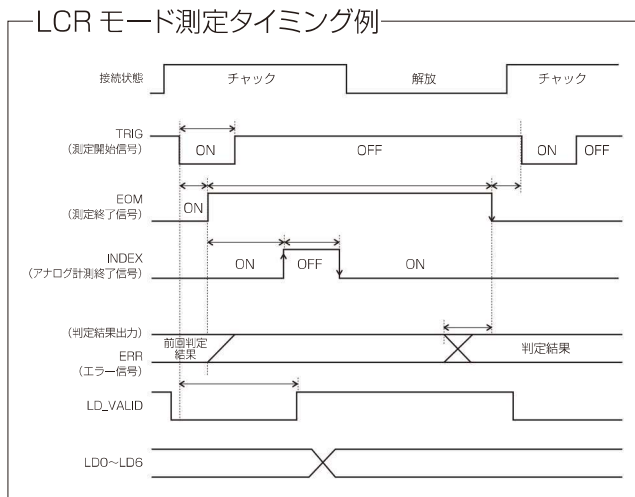 LCR モード測定タイミング例
接続状態
チャック
解放
チャック
TRIG
(測定開始信号)
ON
OFF
ON
OFF
EOM
(測定終了信号)
ON
INDEX
(アナログ計測終了信号)
ON
OFF
ON
(判定結果出力)
ERR
(エラー信号)
前回判定
結果
判定結果
LD_VALID
LD0～LD6